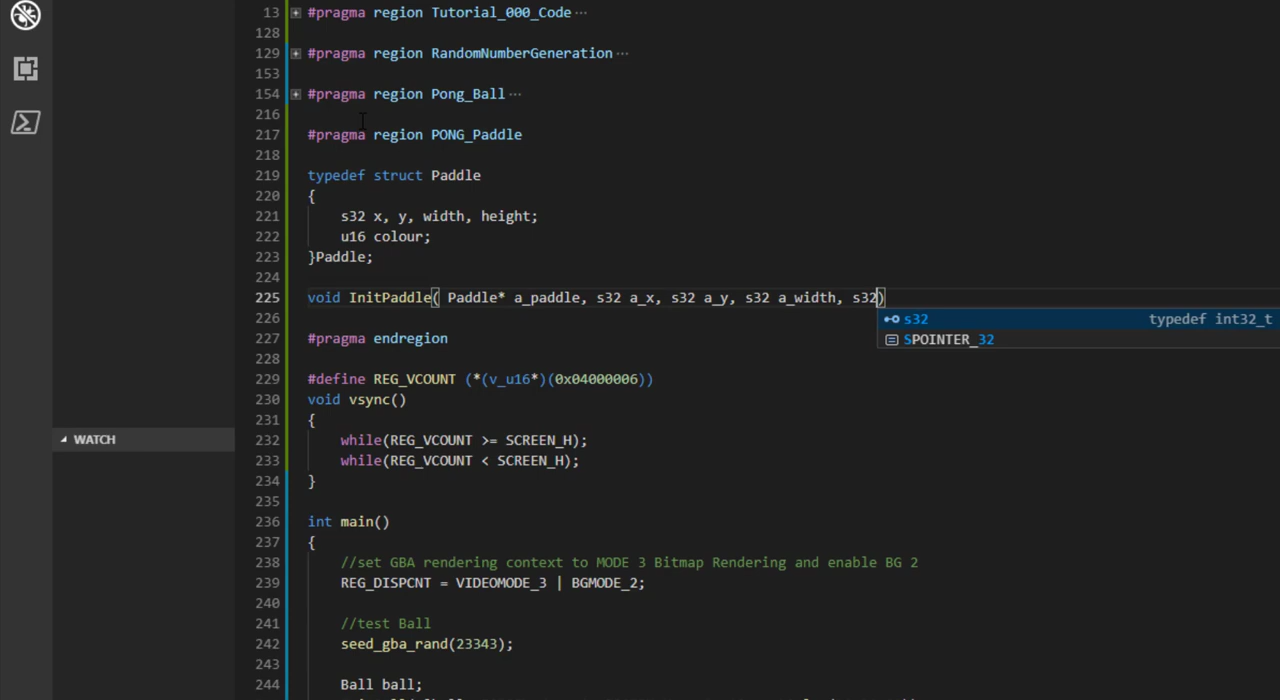 13 #pragma region Tutorial_000_Code ···
128
129 #pragma region RandomNumberGeneration ···
153
154 #pragma region Pong_Ball ···
216
217 #pragma region PONG_Paddle
218
219 typedef struct Paddle
220 {
221 s32 x, y, width, height;
222 u16 colour;
223 }Paddle;
224
225 void InitPaddle( Paddle* a_paddle, s32 a_x, s32 a_y, s32 a_width, s32)
s32 typedef int32_t
226
SPOINTER_32
227 #pragma endregion
228
229 #define REG_VCOUNT (*(v_u16*)(0x04000006))
230 void vsync()
231 {
WATCH
232 while(REG_VCOUNT >= SCREEN_H);
233 while(REG_VCOUNT < SCREEN_H);
234 }
235
236 int main()
237 {
238 //set GBA rendering context to MODE 3 Bitmap Rendering and enable BG 2
239 REG_DISPCNT = VIDEOMODE_3 | BGMODE_2;
240
241 //test Ball
242 seed_gba_rand(23343);
243
244 Ball ball;